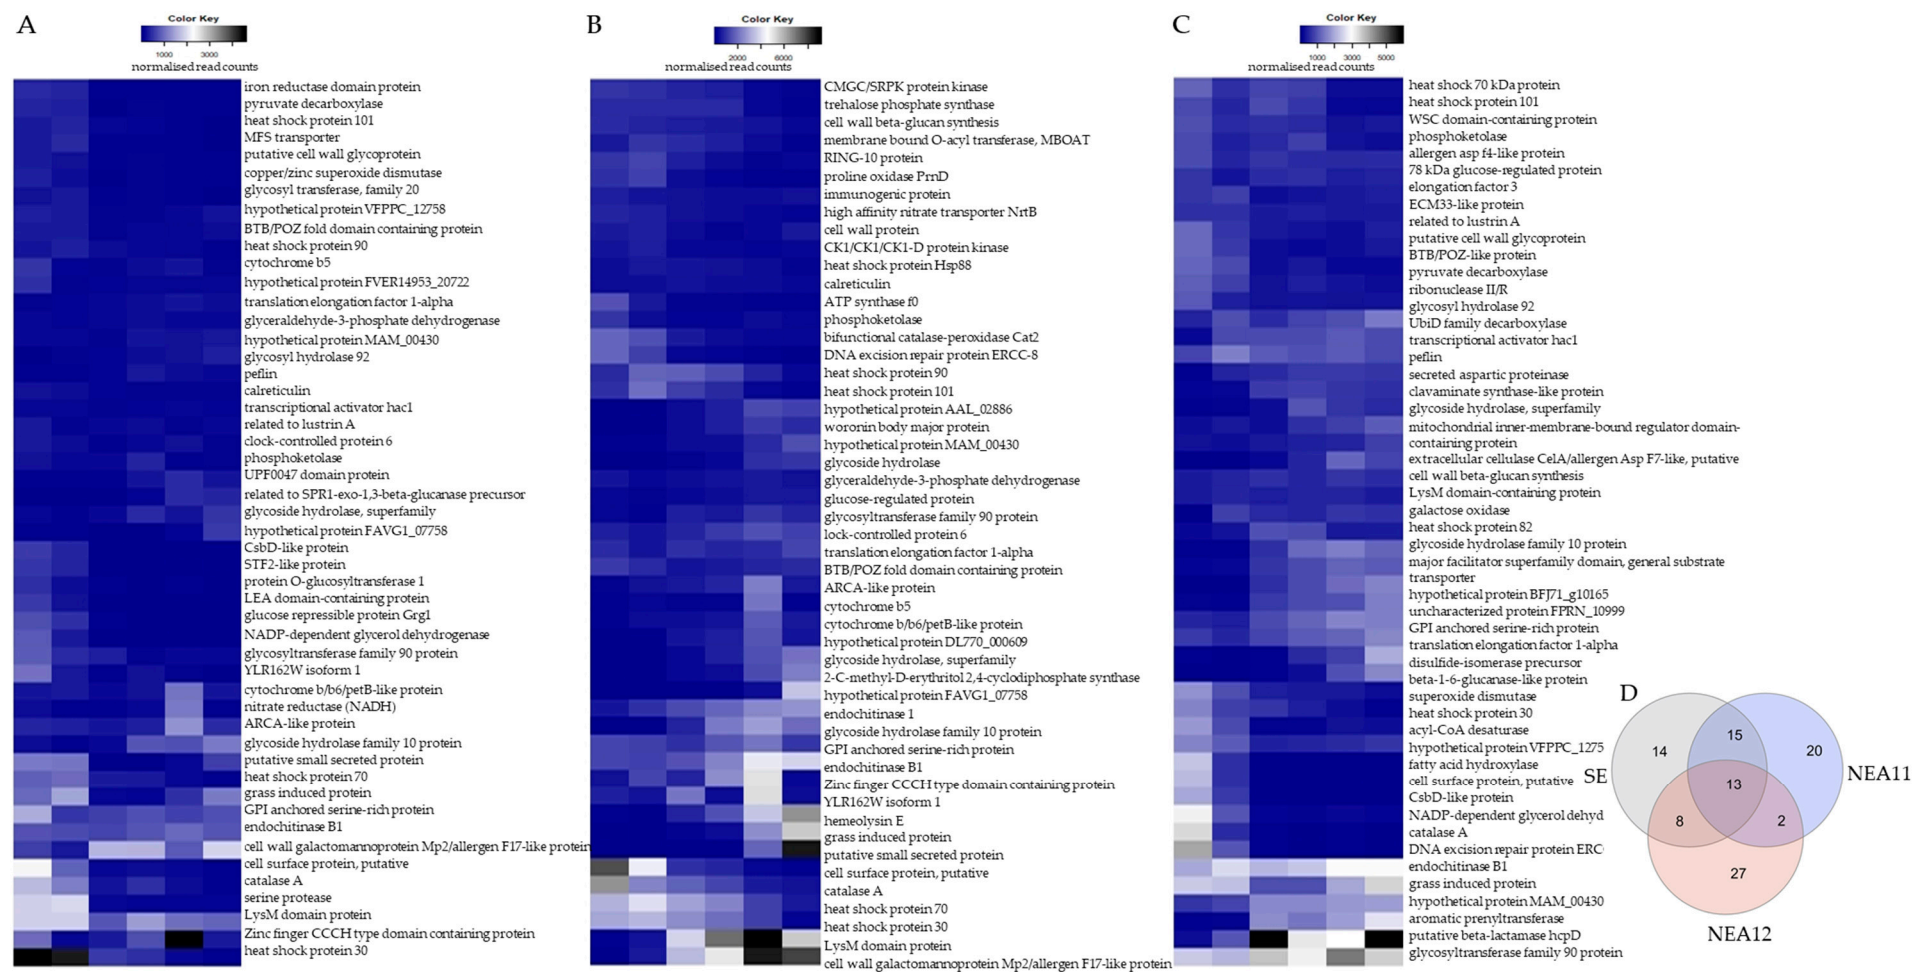 A
Color Key
1000 3000
normalised read counts
iron reductase domain protein
pyruvate decarboxylase
heat shock protein 101
MFS transporter
putative cell wall glycoprotein
copper/zinc superoxide dismutase
glycosyl transferase, family 20
hypothetical protein VFPPC_12758
BTB/POZ fold domain containing protein
heat shock protein 90
cytochrome b5
hypothetical protein FVER14953_20722
translation elongation factor 1-alpha
glyceraldehyde-3-phosphate dehydrogenase
hypothetical protein MAM_00430
glycosyl hydrolase 92
peflin
calreticulin
transcriptional activator hac1
related to lustrin A
clock-controlled protein 6
phosphoketolase
UPF0047 domain protein
related to SPR1-exo-1,3-beta-glucanase precursor
glycoside hydrolase, superfamily
hypothetical protein FAVG1_07758
CsbD-like protein
STF2-like protein
protein O-glucosyltransferase 1
LEA domain-containing protein
glucose repressible protein Grg1
NADP-dependent glycerol dehydrogenase
glycosyltransferase family 90 protein
YLR162W isoform 1
cytochrome b/b6/petB-like protein
nitrate reductase (NADH)
ARCA-like protein
glycoside hydrolase family 10 protein
putative small secreted protein
heat shock protein 70
grass induced protein
GPI anchored serine-rich protein
endochitinase B1
cell wall galactomannoprotein Mp2/allergen F17-like protein
cell surface protein, putative
catalase A
serine protease
LysM domain protein
Zinc finger CCCH type domain containing protein
heat shock protein 30
B
Color Key
2000 6000
normalised read counts
CMGC/SRPK protein kinase
trehalose phosphate synthase
cell wall beta-glucan synthesis
membrane bound O-acyl transferase, MBOAT
RING-10 protein
proline oxidase PrnD
immunogenic protein
high affinity nitrate transporter NrtB
cell wall protein
CK1/CK1/CK1-D protein kinase
heat shock protein Hsp88
calreticulin
ATP synthase f0
phosphoketolase
bifunctional catalase-peroxidase Cat2
DNA excision repair protein ERCC-8
heat shock protein 90
heat shock protein 101
hypothetical protein AAL_02886
woronin body major protein
hypothetical protein MAM_00430
glycoside hydrolase
glyceraldehyde-3-phosphate dehydrogenase
glucose-regulated protein
glycosyltransferase family 90 protein
lock-controlled protein 6
translation elongation factor 1-alpha
BTB/POZ fold domain containing protein
ARCA-like protein
cytochrome b5
cytochrome b/b6/petB-like protein
hypothetical protein DL770_000609
glycoside hydrolase, superfamily
2-C-methyl-D-erythritol 2,4-cyclodiphosphate synthase
hypothetical protein FAVG1_07758
endochitinase 1
glycoside hydrolase family 10 protein
GPI anchored serine-rich protein
endochitinase B1
Zinc finger CCCH type domain containing protein
YLR162W isoform 1
hemeolysin E
grass induced protein
putative small secreted protein
cell surface protein, putative
catalase A
heat shock protein 70
heat shock protein 30
LysM domain protein
cell wall galactomannoprotein Mp2/allergen F17-like protein
C
Color Key
1000 3000 5000
normalised read counts
heat shock 70 kDa protein
heat shock protein 101
WSC domain-containing protein
phosphoketolase
allergen asp f4-like protein
78 kDa glucose-regulated protein
elongation factor 3
ECM33-like protein
related to lustrin A
putative cell wall glycoprotein
BTB/POZ-like protein
pyruvate decarboxylase
ribonuclease II/R
glycosyl hydrolase 92
UbiD family decarboxylase
transcriptional activator hac1
peflin
secreted aspartic proteinase
clavaminate synthase-like protein
glycoside hydrolase, superfamily
mitochondrial inner-membrane-bound regulator domain-
containing protein
extracellular cellulase CelA/allergen Asp F7-like, putative
cell wall beta-glucan synthesis
LysM domain-containing protein
galactose oxidase
heat shock protein 82
glycoside hydrolase family 10 protein
major facilitator superfamily domain, general substrate
transporter
hypothetical protein BFJ71_g10165
uncharacterized protein FPRN_10999
GPI anchored serine-rich protein
translation elongation factor 1-alpha
disulfide-isomerase precursor
beta-1-6-glucanase-like protein
superoxide dismutase
heat shock protein 30
acyl-CoA desaturase
hypothetical protein VFPPC_1275
fatty acid hydroxylase
cell surface protein, putative
CsbD-like protein
NADP-dependent glycerol dehyd
catalase A
DNA excision repair protein ERC
endochitinase B1
grass induced protein
hypothetical protein MAM_00430
aromatic prenyltransferase
putative beta-lactamase hcpD
glycosyltransferase family 90 protein
D
14 15 20
SE NEA11
13
8 2
27
NEA12